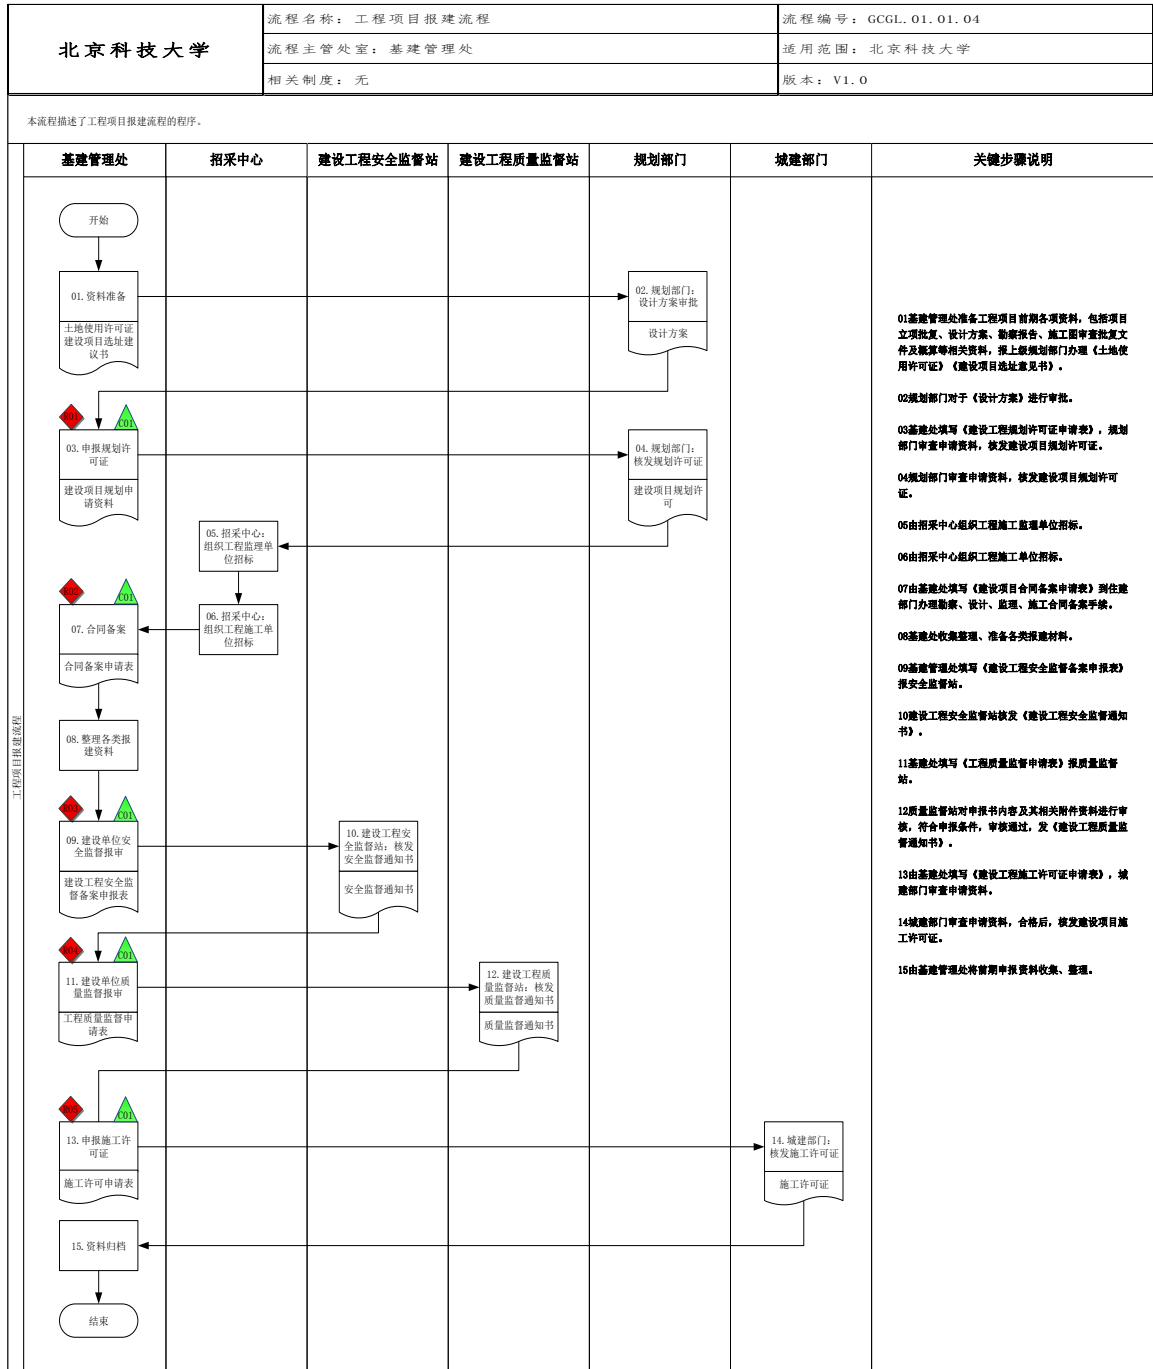 北京科技大学
流程名称：工程项目报建流程
流程编号：GCGL.01.01.04
流程主管处室：基建管理处
适用范围：北京科技大学
相关制度：无
版本：V1.0
本流程描述了工程项目报建流程的程序。
基建管理处
招采中心
建设工程安全监督站
建设工程质量监督站
规划部门
城建部门
关键步骤说明
工程项目报建流程
开始
01.资料准备
土地使用许可证
建设项目选址建
议书
02.规划部门：
设计方案审批
设计方案
R01
C01
03.申报规划许
可证
建设项目规划申
请资料
04.规划部门：
核发规划许可证
建设项目规划许
可
05.招采中心：
组织工程监理单
位招标
06.招采中心：
组织工程施工单
位招标
R02
C01
07.合同备案
合同备案申请表
08.整理各类报
建资料
R03
C01
09.建设单位安
全监督报审
建设工程安全监
督备案申报表
10.建设工程安
全监督站：核发
安全监督通知书
安全监督通知书
R04
C01
11.建设单位质
量监督报审
工程质量监督申
请表
12.建设工程质
量监督站：核发
质量监督通知书
质量监督通知书
R05
C01
13.申报施工许
可证
施工许可申请表
14.城建部门：
核发施工许可证
施工许可证
15.资料归档
结束
01基建管理处准备工程项目前期各项资料，包括项目
立项批复、设计方案、勘察报告、施工图审查批复文
件及概算等相关资料，报上级规划部门办理《土地使
用许可证》《建设项目选址意见书》。
02规划部门对于《设计方案》进行审批。
03基建处填写《建设工程规划许可证申请表》，规划
部门审查申请资料，核发建设项目规划许可证。
04规划部门审查申请资料，核发建设项目规划许可
证。
05由招采中心组织工程施工监理单位招标。
06由招采中心组织工程施工单位招标。
07由基建处填写《建设项目合同备案申请表》到住建
部门办理勘察、设计、监理、施工合同备案手续。
08基建处收集整理、准备各类报建材料。
09基建管理处填写《建设工程安全监督备案申报表》
报安全监督站。
10建设工程安全监督站核发《建设工程安全监督通知
书》。
11基建处填写《工程质量监督申请表》报质量监督
站。
12质量监督站对申报书内容及其相关附件资料进行审
核，符合申报条件，审核通过，发《建设工程质量监
督通知书》。
13由基建处填写《建设工程施工许可证申请表》，城
建部门审查申请资料。
14城建部门审查申请资料，合格后，核发建设项目施
工许可证。
15由基建管理处将前期申报资料收集、整理。